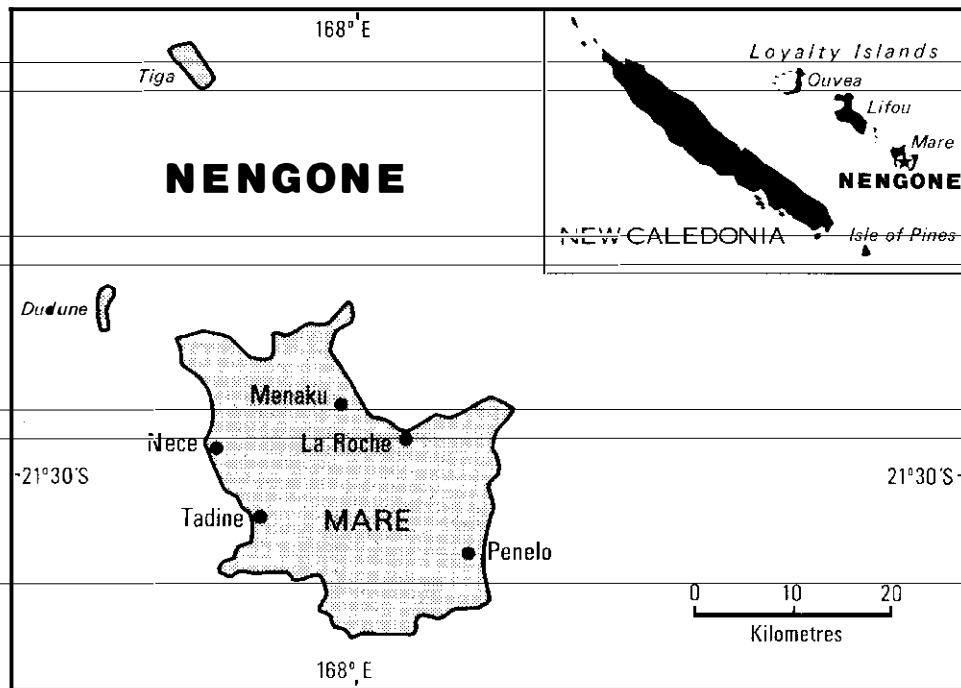 168° E
Tiga
NENGONE
Loyalty Islands
Ouvea
Lifou
Mare
NENGONE
NEW CALEDONIA
Isle of Pines
Dudune
Menaku
Nece
La Roche
21°30'S
21°30'S
Tadine
MARE
Penelo
0 10 20
Kilometres
168° E